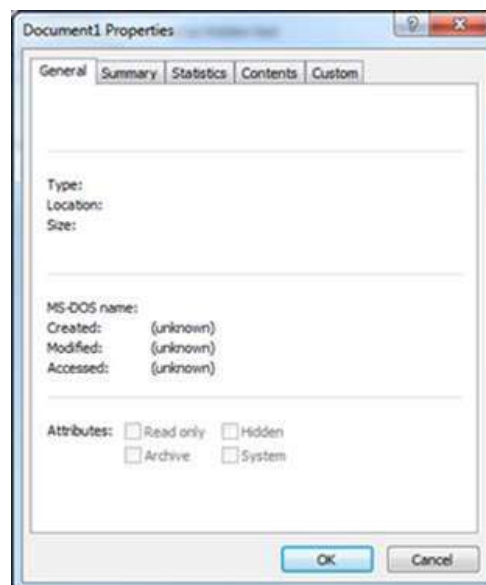 Document1 Properties
General Summary Statistics Contents Custom
Type:
Location:
Size:
MS-DOS name:
Created: (unknown)
Modified: (unknown)
Accessed: (unknown)
Attributes: Read only Hidden
Archive System
OK Cancel